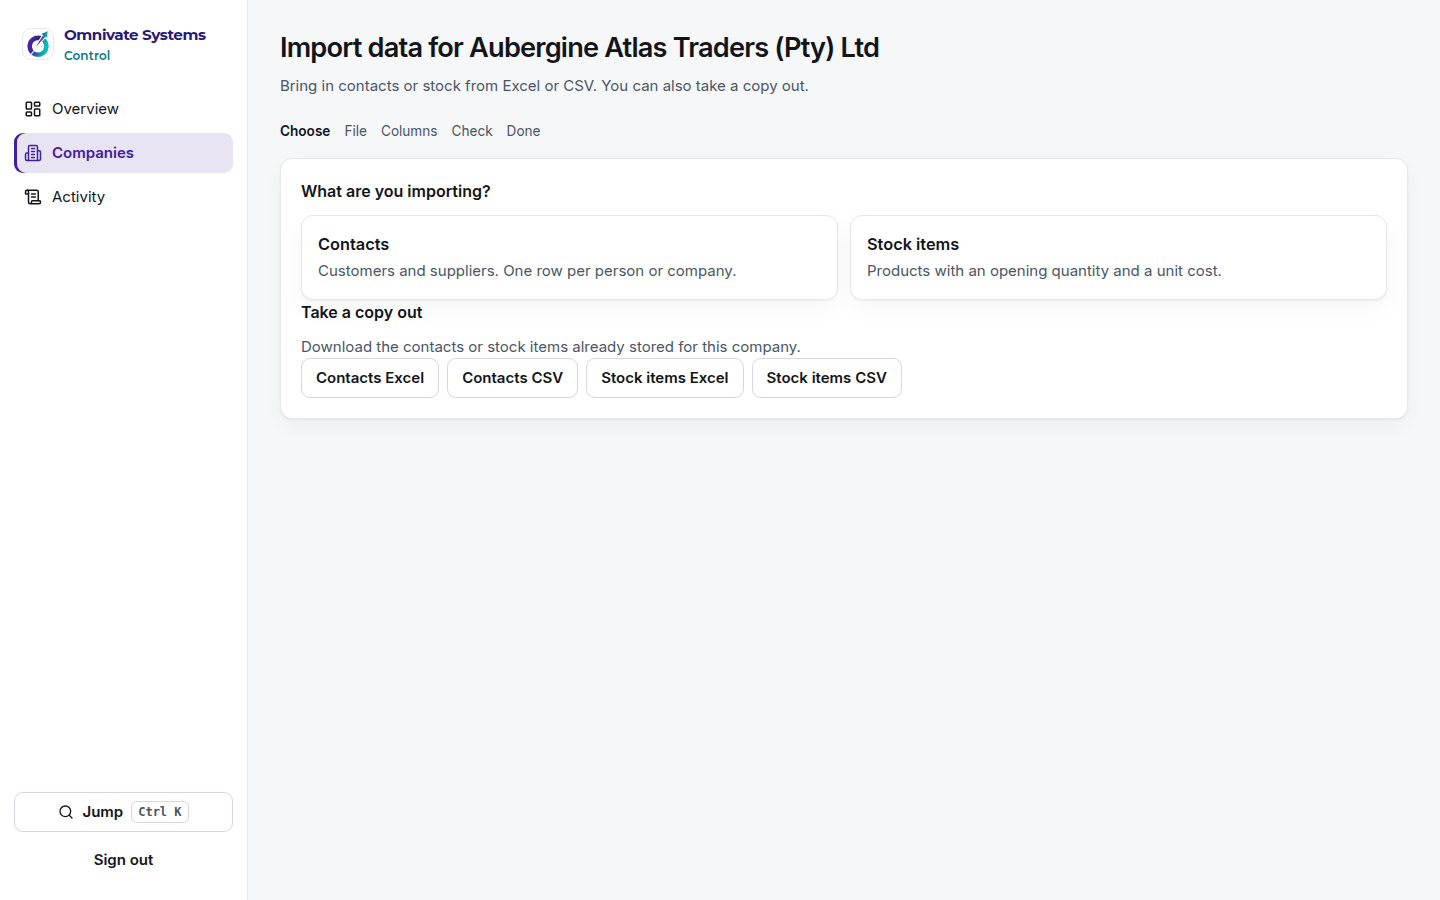 Omnivate Systems
Control
Overview
Companies
Activity
Jump Ctrl K
Sign out
Import data for Aubergine Atlas Traders (Pty) Ltd
Bring in contacts or stock from Excel or CSV. You can also take a copy out.
Choose File Columns Check Done
What are you importing?
Contacts
Customers and suppliers. One row per person or company.
Stock items
Products with an opening quantity and a unit cost.
Take a copy out
Download the contacts or stock items already stored for this company.
Contacts Excel Contacts CSV Stock items Excel Stock items CSV